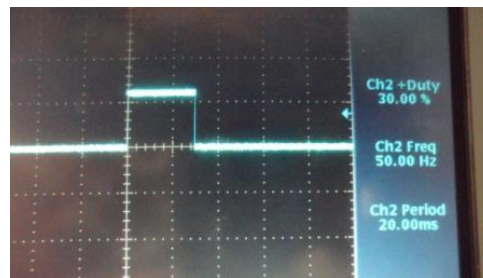 Ch2 +Duty
30.00 %
Ch2 Freq
50.00 Hz
Ch2 Period
20.00ms